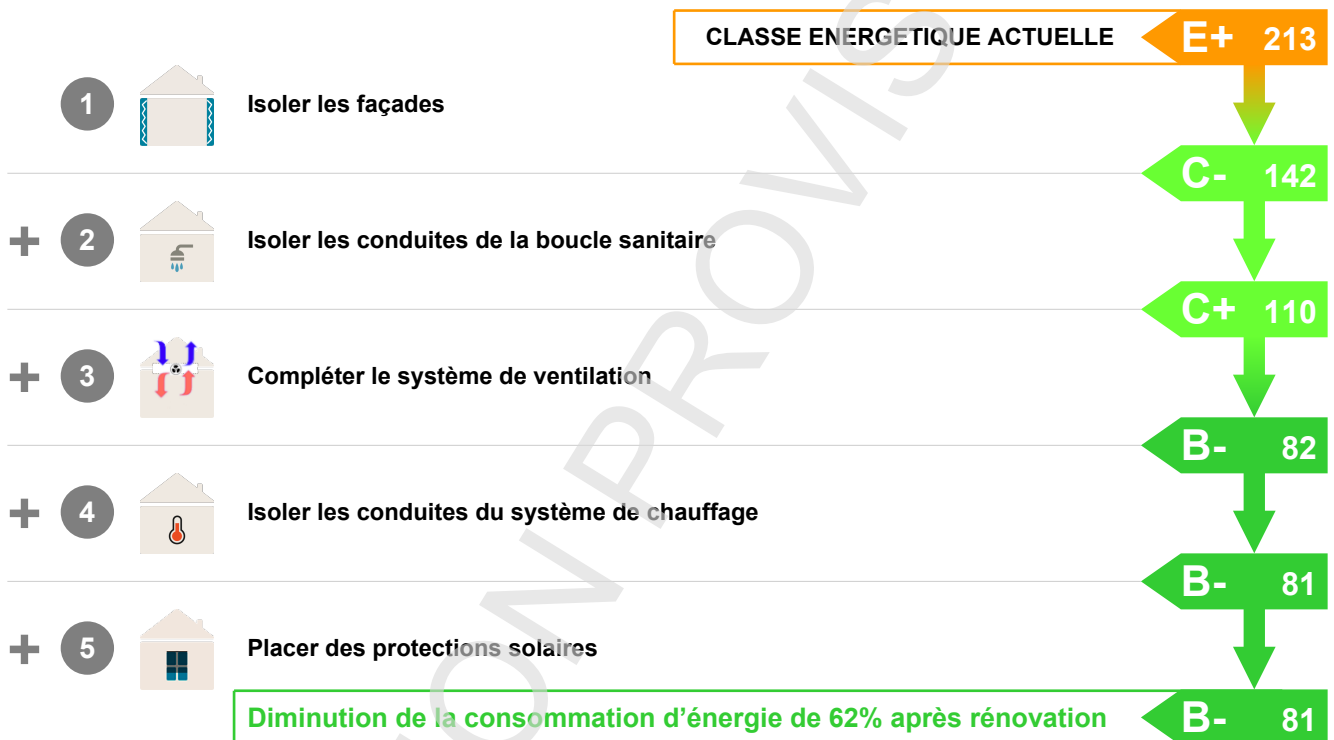 CLASSE ENERGETIQUE ACTUELLE E+ 213
1 Isoler les façades
C- 142
+ 2 Isoler les conduites de la boucle sanitaire
C+ 110
+ 3 Compléter le système de ventilation
B- 82
+ 4 Isoler les conduites du système de chauffage
B- 81
+ 5 Placer des protections solaires
Diminution de la consommation d’énergie de 62% après rénovation B- 81